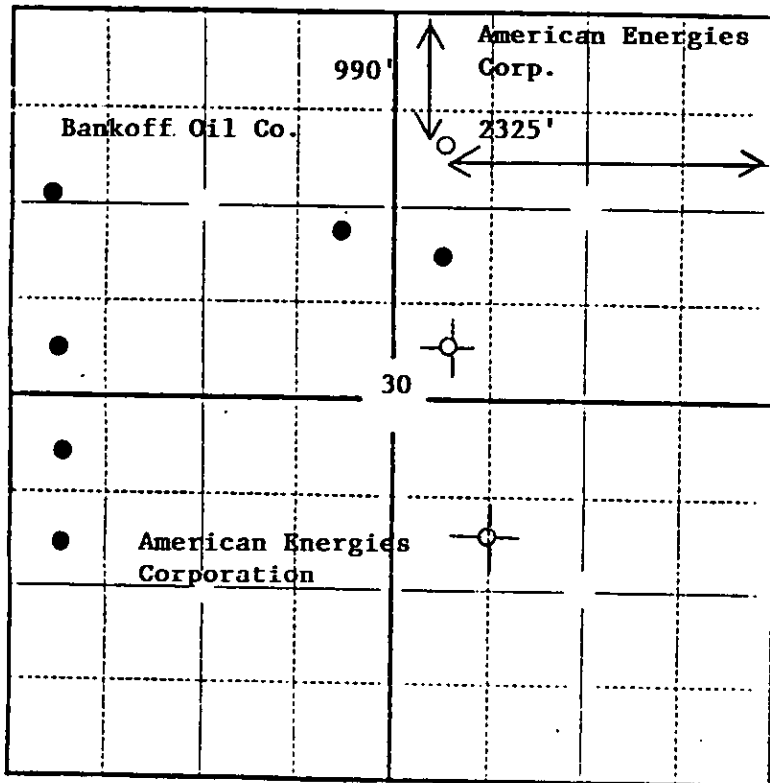 American Energies
Corp.
990'
2325'
Bankoff Oil Co.
30
American Energies
Corporation